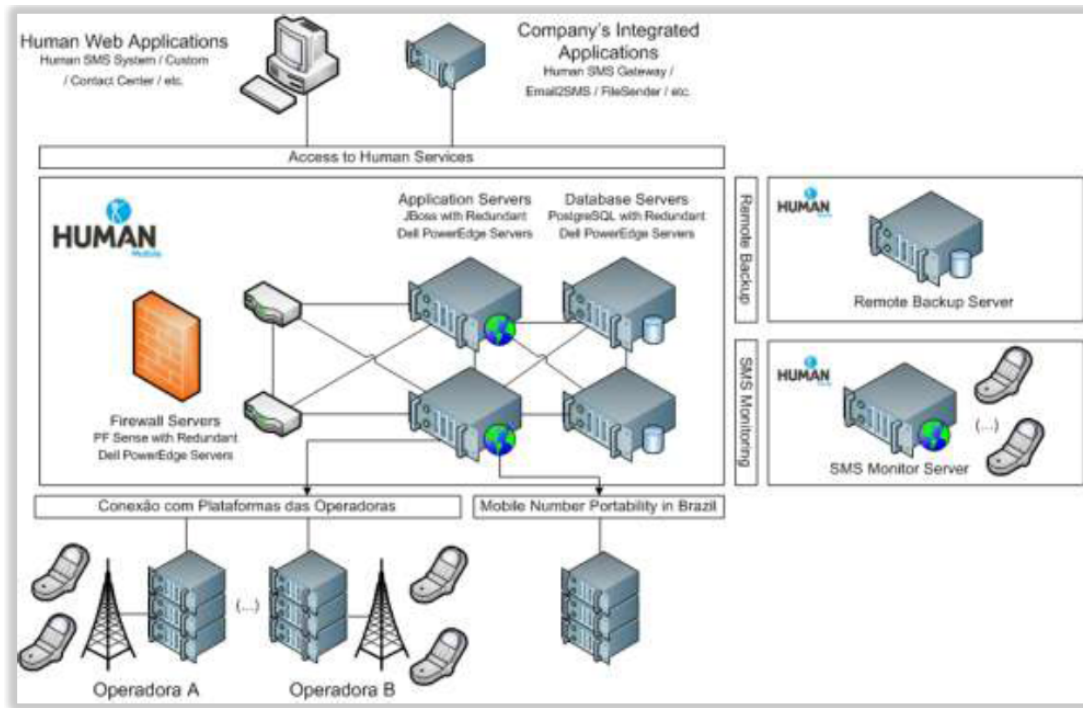 Human Web Applications
Human SMS System / Custom
/ Contact Center / etc.
Company's Integrated
Applications
Human SMS Gateway /
Email2SMS / FileSender / etc.
Access to Human Services
HUMAN
Mobile
Application Servers
JBoss with Redundant
Dell PowerEdge Servers
Database Servers
PostgreSQL with Redundant
Dell PowerEdge Servers
Firewall Servers
PF Sense with Redundant
Dell PowerEdge Servers
Remote Backup
HUMAN
Remote Backup Server
SMS Monitoring
HUMAN
(...)
SMS Monitor Server
Conexão com Plataformas das Operadoras
Mobile Number Portability in Brazil
(...)
Operadora A
Operadora B